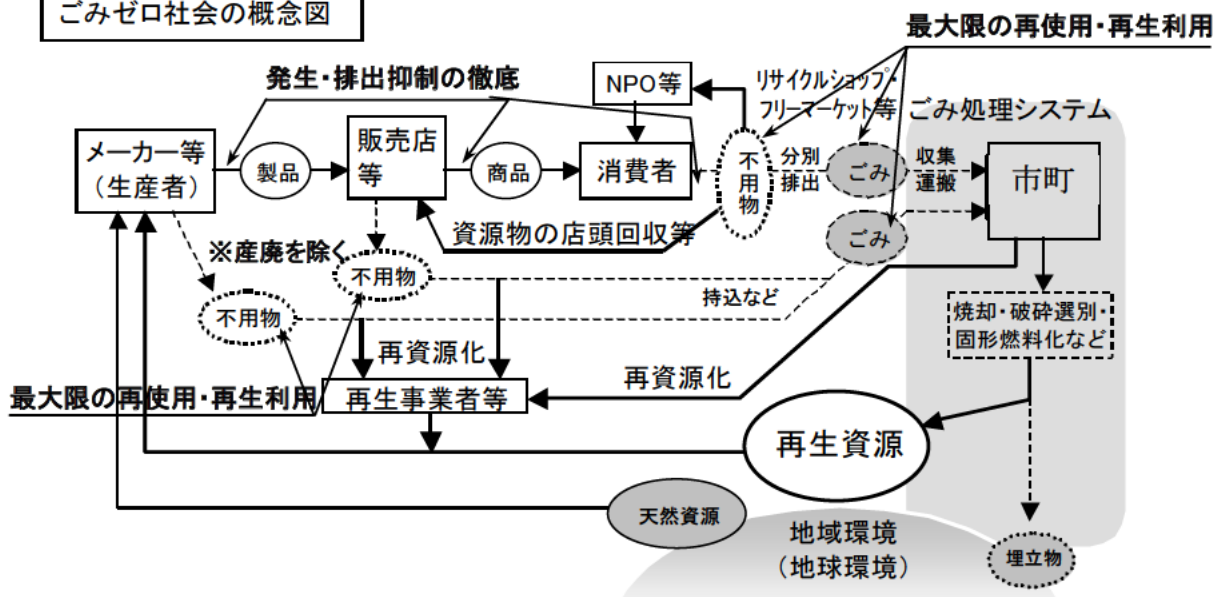 ごみゼロ社会の概念図
最大限の再使用・再生利用
発生・排出抑制の徹底
NPO等
リサイクルショップ・
フリーマーケット等
ごみ処理システム
メーカー等
（生産者）
製品
販売店
等
商品
消費者
不用物
分別
排出
ごみ
収集
運搬
市町
資源物の店頭回収等
ごみ
※産廃を除く
不用物
持込など
不用物
焼却・破砕選別・
固形燃料化など
再資源化
再資源化
最大限の再使用・再生利用
再生事業者等
再生資源
天然資源
地域環境
（地球環境）
埋立物